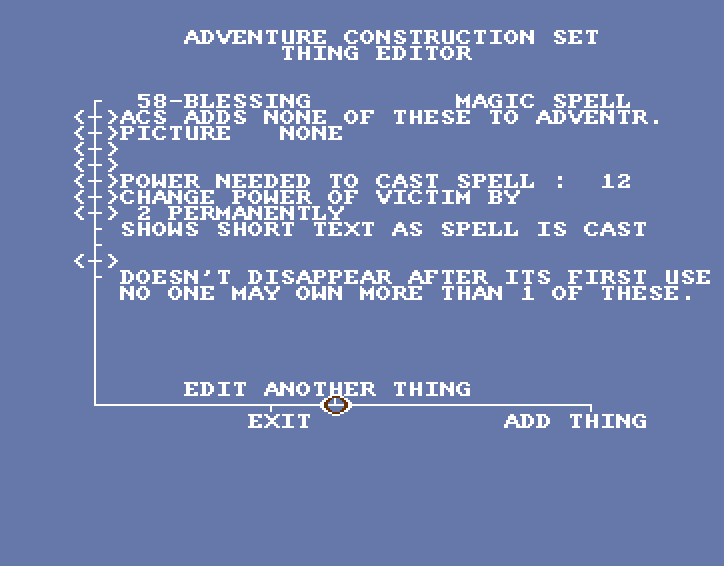 ADVENTURE CONSTRUCTION SET
THING EDITOR
58-BLESSING MAGIC SPELL
<+>ACS ADDS NONE OF THESE TO ADVENTR.
<+>PICTURE NONE
<+>
<+>
<+>POWER NEEDED TO CAST SPELL : 12
<+>CHANGE POWER OF VICTIM BY
<+> 2 PERMANENTLY
SHOWS SHORT TEXT AS SPELL IS CAST
<+>
DOESN'T DISAPPEAR AFTER ITS FIRST USE
NO ONE MAY OWN MORE THAN 1 OF THESE.
EDIT ANOTHER THING
EXIT ADD THING